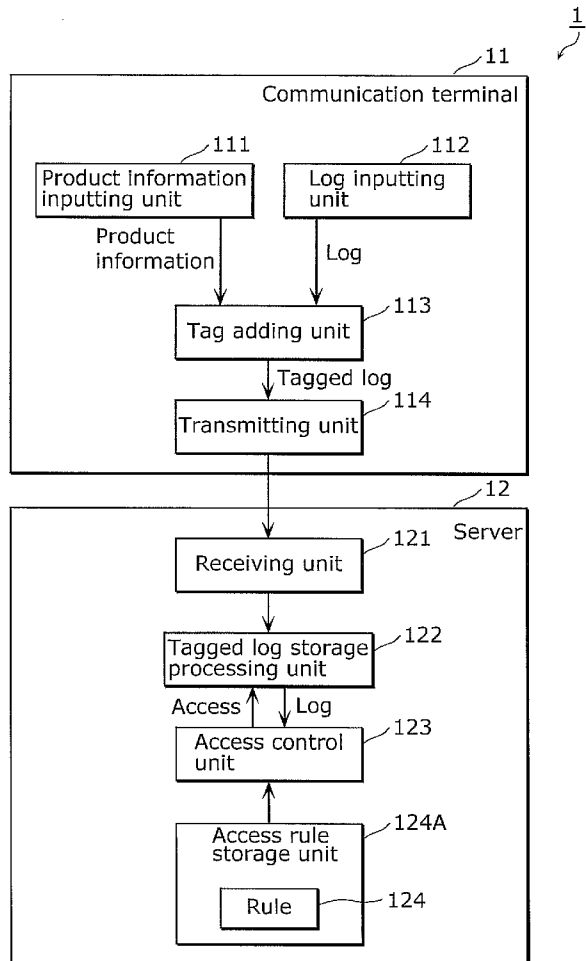 1
11
Communication terminal
111
112
Product information
inputting unit
Log inputting
unit
Product
information
Log
113
Tag adding unit
Tagged log
114
Transmitting unit
12
Server
121
Receiving unit
122
Tagged log storage
processing unit
Access
Log
123
Access control
unit
124A
Access rule
storage unit
Rule
124